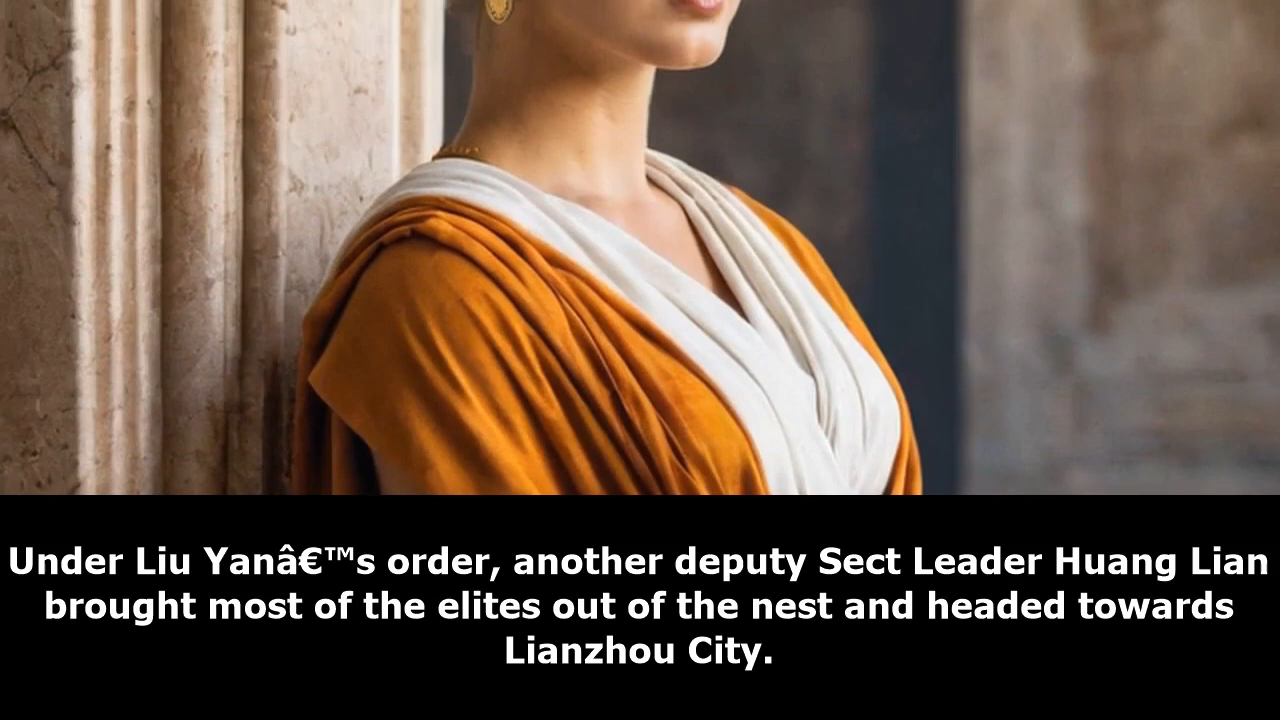 Under Liu Yanâ€™s order, another deputy Sect Leader Huang Lian
brought most of the elites out of the nest and headed towards
Lianzhou City.